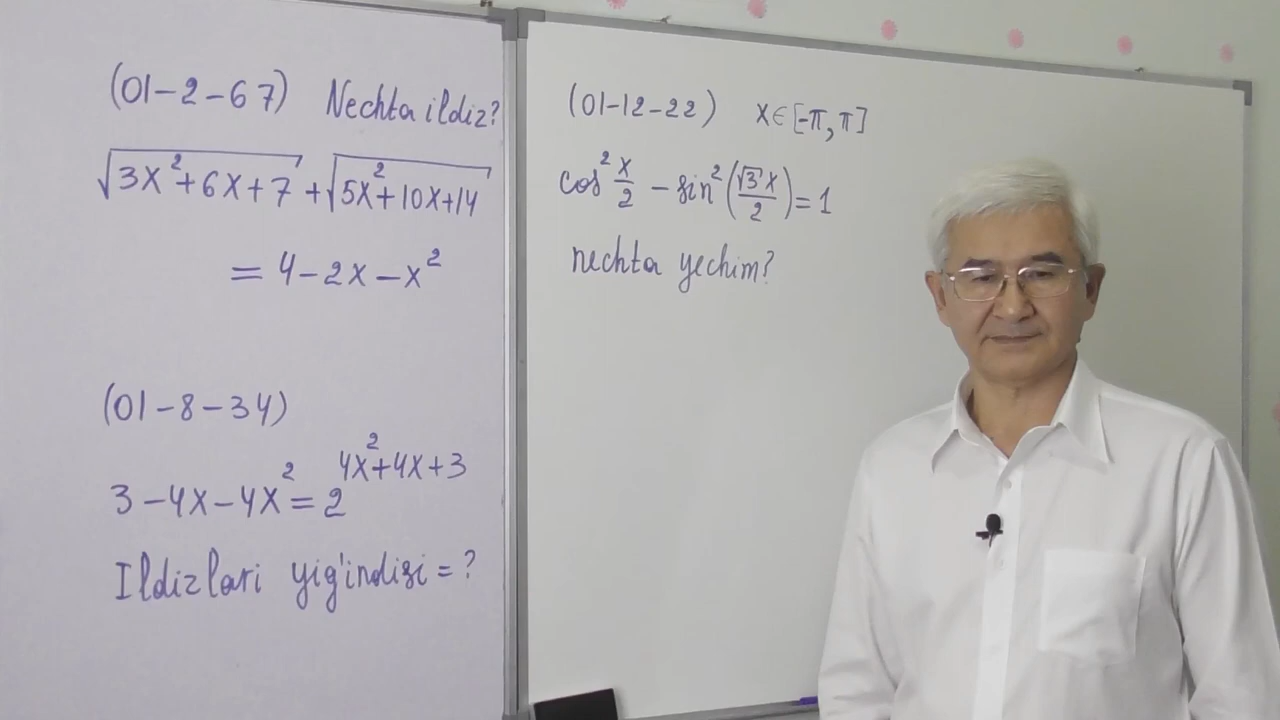 (01-2-67) Nechta ildiz?
√(3x²+6x+7) + √(5x²+10x+14)
= 4-2x-x²
(01-8-34)
3-4x-4x² = 2^(4x²+4x+3)
Ildizlari yig'indisi = ?
(01-12-22) x∈[-π, π]
cos² x/2 - sin² (√3 x/2) = 1
nechta yechim?